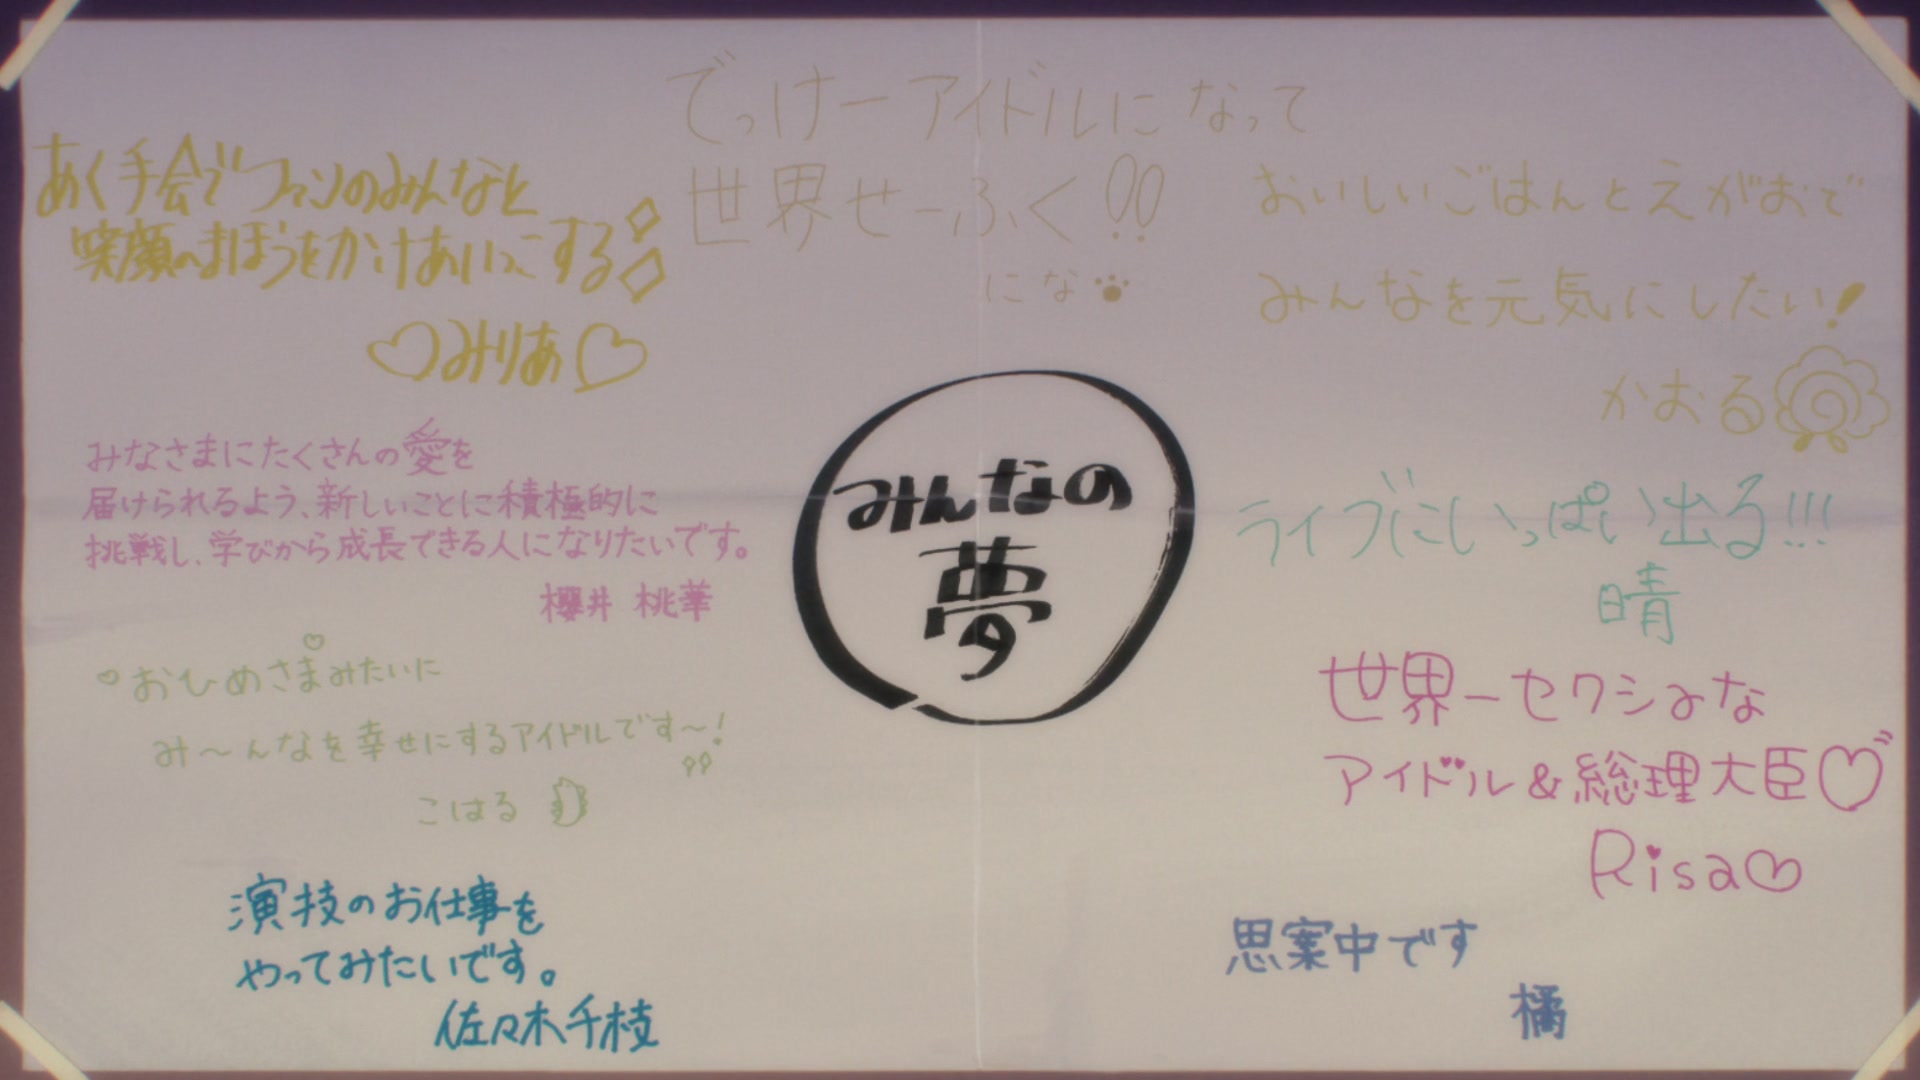 でっけーアイドルになって
世界せーふく!!
にな
あく手会でファンのみんなと
笑顔のまほうをかけあいっこする
♡みりあ♡
おいしいごはんとえがおで
みんなを元気にしたい!
かおる
みなさまにたくさんの愛を
届けられるよう、新しいことに積極的に
挑戦し、学びから成長できる人になりたいです。
櫻井 桃華
みんなの
夢
ライブにいっぱい出る!!!
晴
♡おひめさまみたいに
み〜んなを幸せにするアイドルです〜!
こはる
世界一セクシーな
アイドル&総理大臣♡
Risa♡
演技のお仕事を
やってみたいです。
佐々木千枝
思案中です
橘